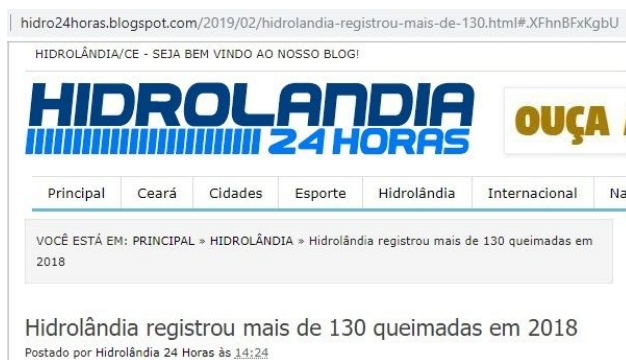 hidro24horas.blogspot.com/2019/02/hidrolandia-registrou-mais-de-130.html#.XFhnBFxKgbU
HIDROLÂNDIA/CE - SEJA BEM VINDO AO NOSSO BLOG!
HIDROLANDIA
24 HORAS
OUÇA
Principal Ceará Cidades Esporte Hidrolândia Internacional Na
VOCÊ ESTÁ EM: PRINCIPAL » HIDROLÂNDIA » Hidrolândia registrou mais de 130 queimadas em
2018
Hidrolândia registrou mais de 130 queimadas em 2018
Postado por Hidrolândia 24 Horas às 14:24